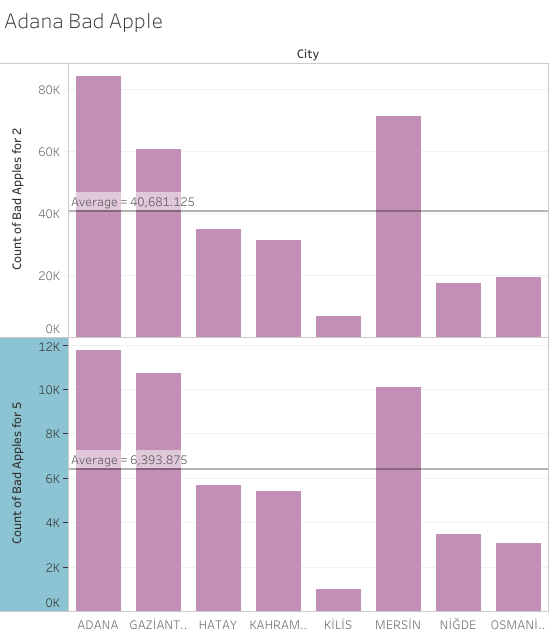 Adana Bad Apple
City
Count of Bad Apples for 2
80K
60K
Average = 40,681.125
40K
20K
0K
Count of Bad Apples for 5
12K
10K
8K
Average = 6,393.875
6K
4K
2K
0K
ADANA GAZİANT.. HATAY KAHRAM.. KİLİS MERSİN NİĞDE OSMANİ..